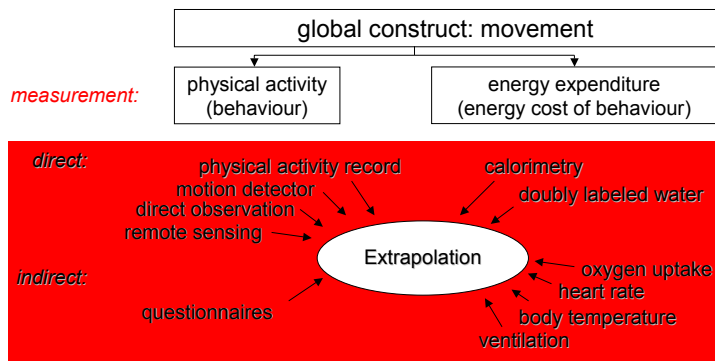 global construct: movement
physical activity
(behaviour)
energy expenditure
(energy cost of behaviour)
measurement:
direct:
physical activity record
motion detector
direct observation
remote sensing
calorimetry
doubly labeled water
Extrapolation
indirect:
questionnaires
oxygen uptake
heart rate
body temperature
ventilation